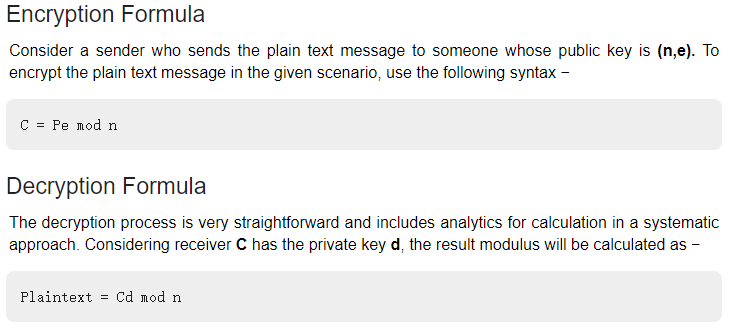 Encryption Formula
Consider a sender who sends the plain text message to someone whose public key is (n,e). To
encrypt the plain text message in the given scenario, use the following syntax −
C = Pe mod n
Decryption Formula
The decryption process is very straightforward and includes analytics for calculation in a systematic
approach. Considering receiver C has the private key d, the result modulus will be calculated as −
Plaintext = Cd mod n